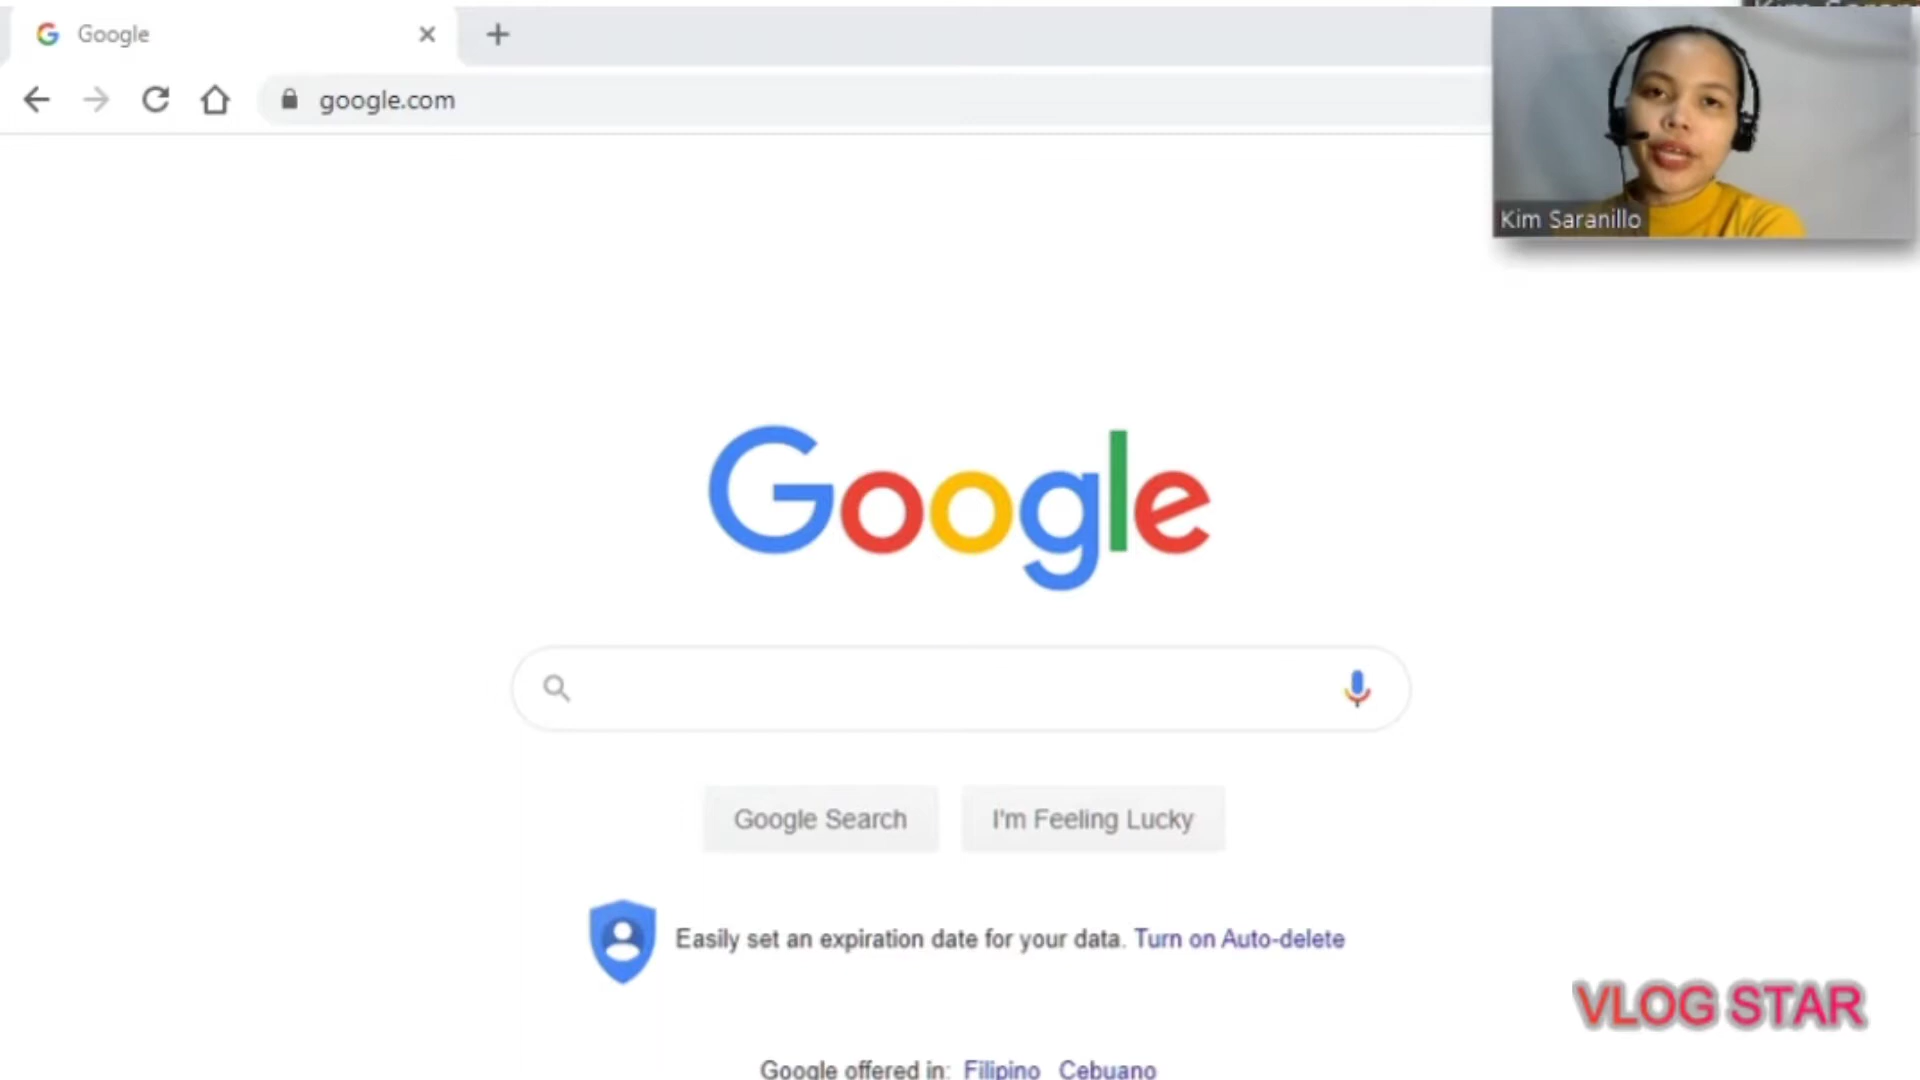 Google
google.com
Kim Saranillo
Google
Google Search
I'm Feeling Lucky
Easily set an expiration date for your data. Turn on Auto-delete
VLOG STAR
Google offered in: Filipino Cebuano